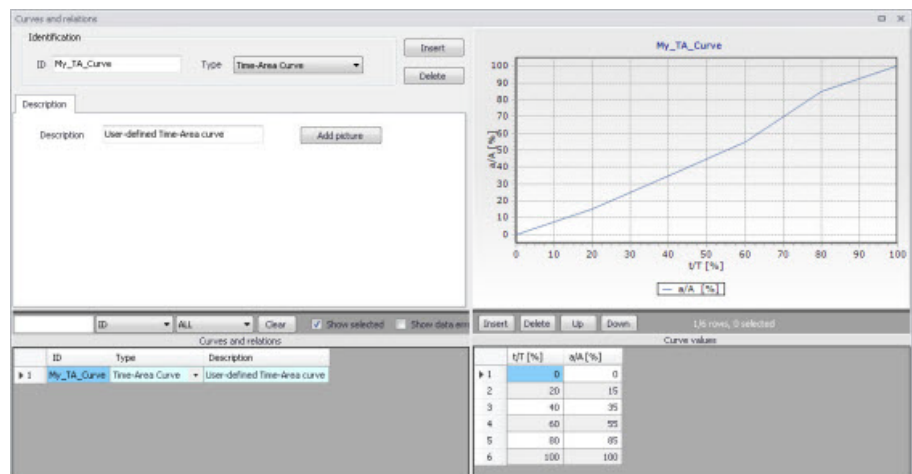 Curves and relations
Identification
ID My_TA_Curve Type Time-Area Curve
Insert
Delete
Description
Description User-defined Time-Area curve Add picture
ID ALL Clear Show selected Show data err
Curves and relations
ID Type Description
1 My_TA_Curve Time-Area Curve User-defined Time-Area curve
My_TA_Curve
a/A [%]
100
90
80
70
60
50
40
30
20
10
0
0 10 20 30 40 50 60 70 80 90 100
t/T [%]
a/A [%]
Insert Delete Up Down 1/6 rows, 0 selected
Curve values
t/T [%] a/A [%]
1 0 0
2 20 15
3 40 35
4 60 55
5 80 85
6 100 100